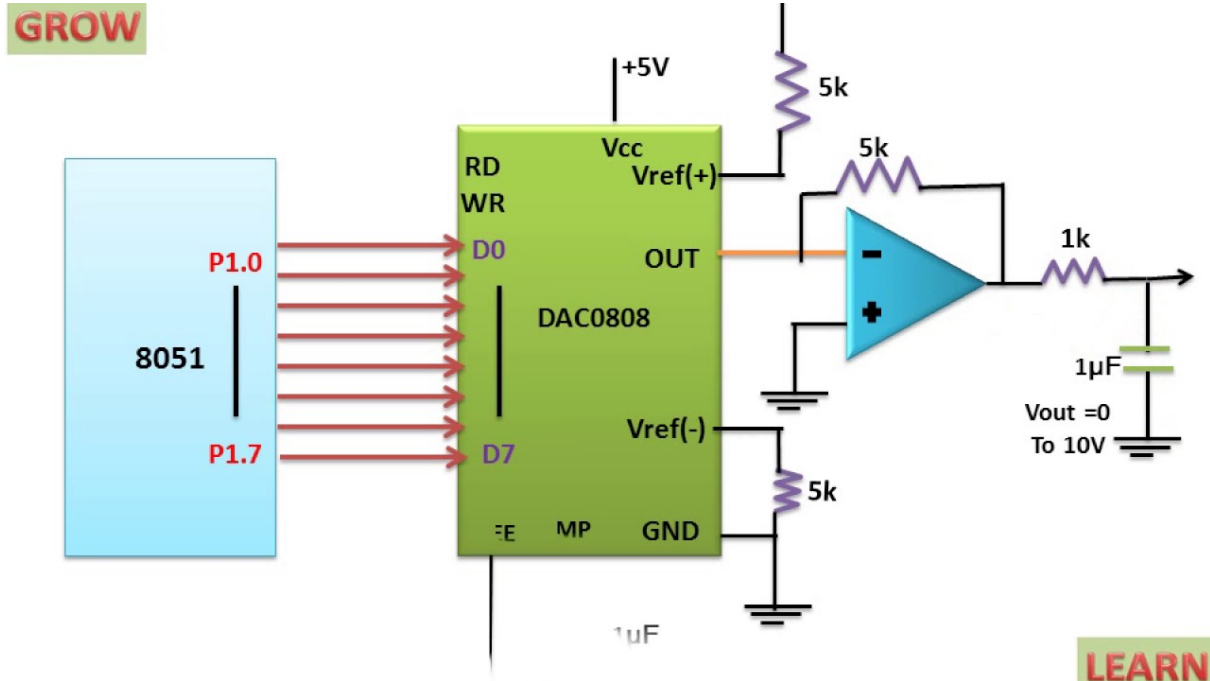 GROW
+5V
5k
Vcc
RD
Vref(+)
5k
WR
D0
OUT
1k
P1.0
DAC0808
8051
1µF
Vref(-)
Vout =0
To 10V
P1.7
D7
5k
MP
GND
1µF
LEARN